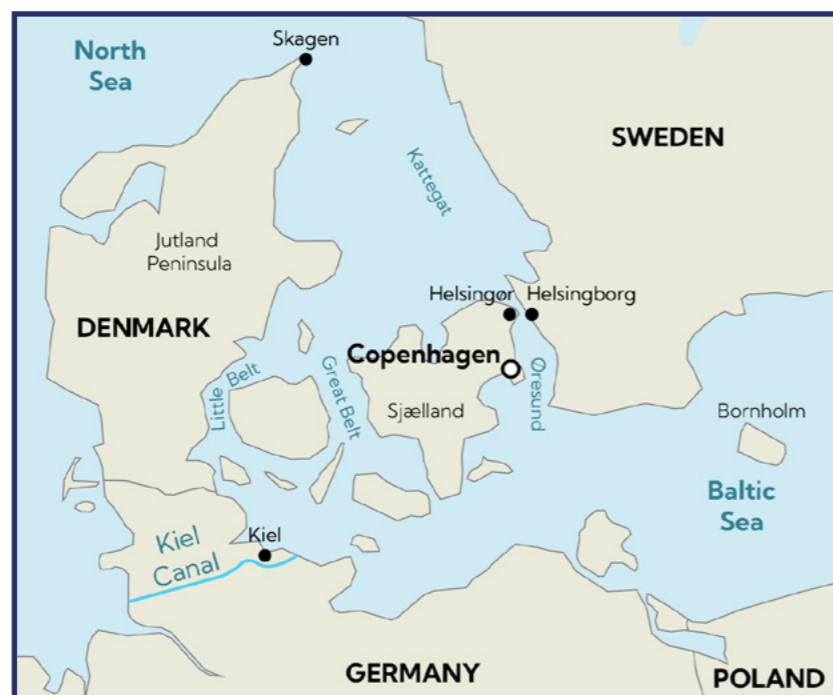 Skagen
North
Sea
SWEDEN
Kattegat
Jutland
Peninsula
Helsingør
Helsingborg
DENMARK
Copenhagen
Little Belt
Great Belt
Øresund
Sjælland
Bornholm
Baltic
Sea
Kiel
Kiel
Canal
GERMANY
POLAND